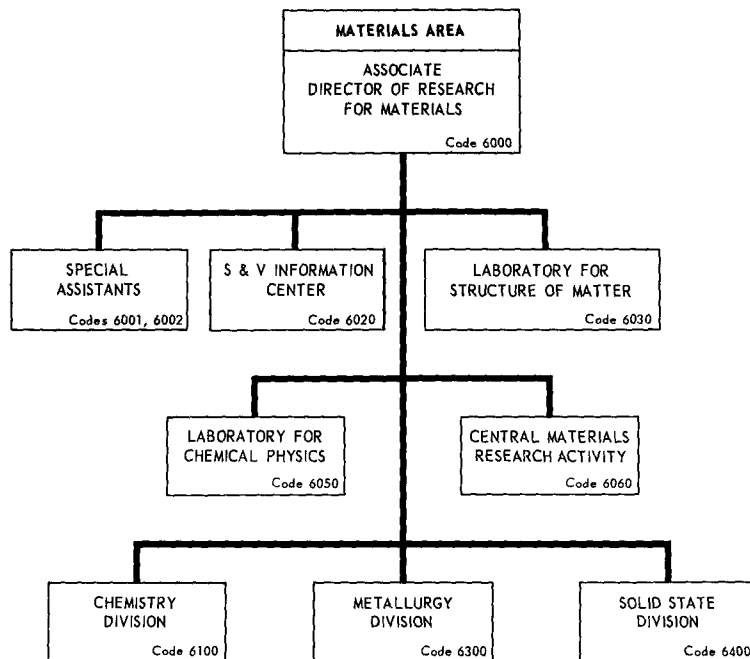 MATERIALS AREA
ASSOCIATE
DIRECTOR OF RESEARCH
FOR MATERIALS
Code 6000
SPECIAL
ASSISTANTS
Codes 6001, 6002
S & V INFORMATION
CENTER
Code 6020
LABORATORY FOR
STRUCTURE OF MATTER
Code 6030
LABORATORY FOR
CHEMICAL PHYSICS
Code 6050
CENTRAL MATERIALS
RESEARCH ACTIVITY
Code 6060
CHEMISTRY
DIVISION
Code 6100
METALLURGY
DIVISION
Code 6300
SOLID STATE
DIVISION
Code 6400